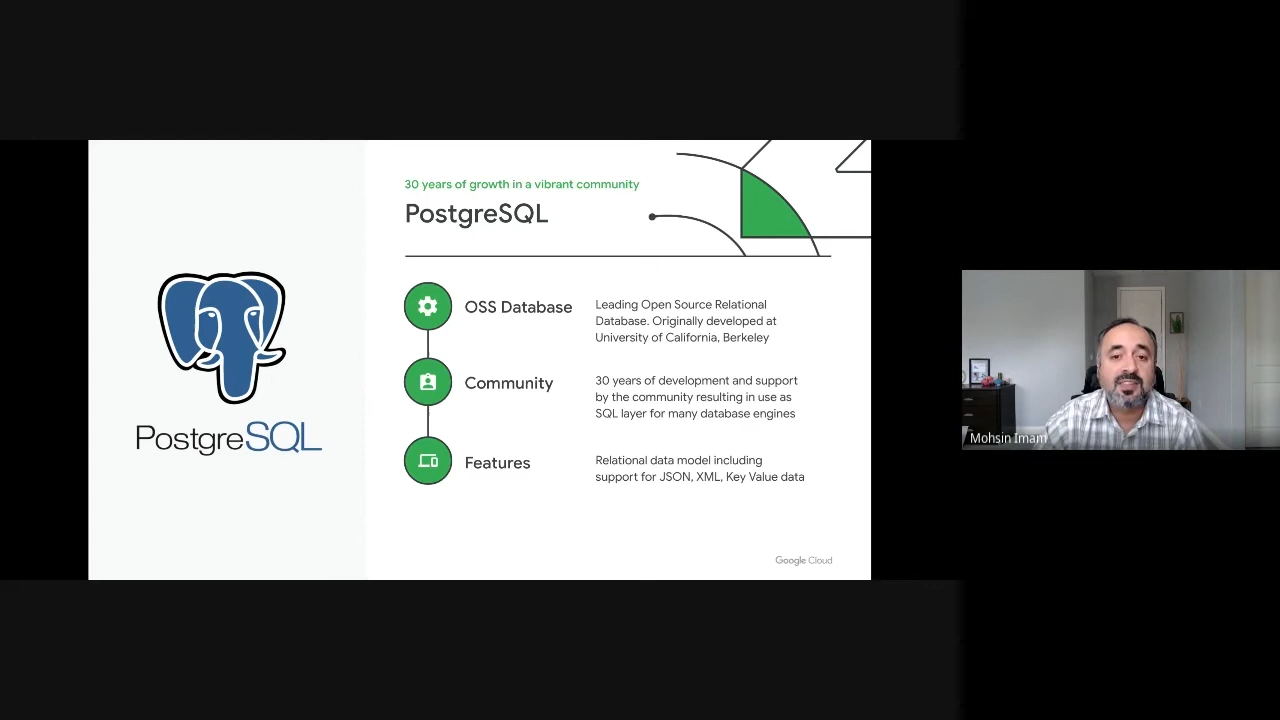 PostgreSQL
30 years of growth in a vibrant community
PostgreSQL
OSS Database
Leading Open Source Relational
Database. Originally developed at
University of California, Berkeley
Community
30 years of development and support
by the community resulting in use as
SQL layer for many database engines
Features
Relational data model including
support for JSON, XML, Key Value data
Google Cloud
Mohsin Imam